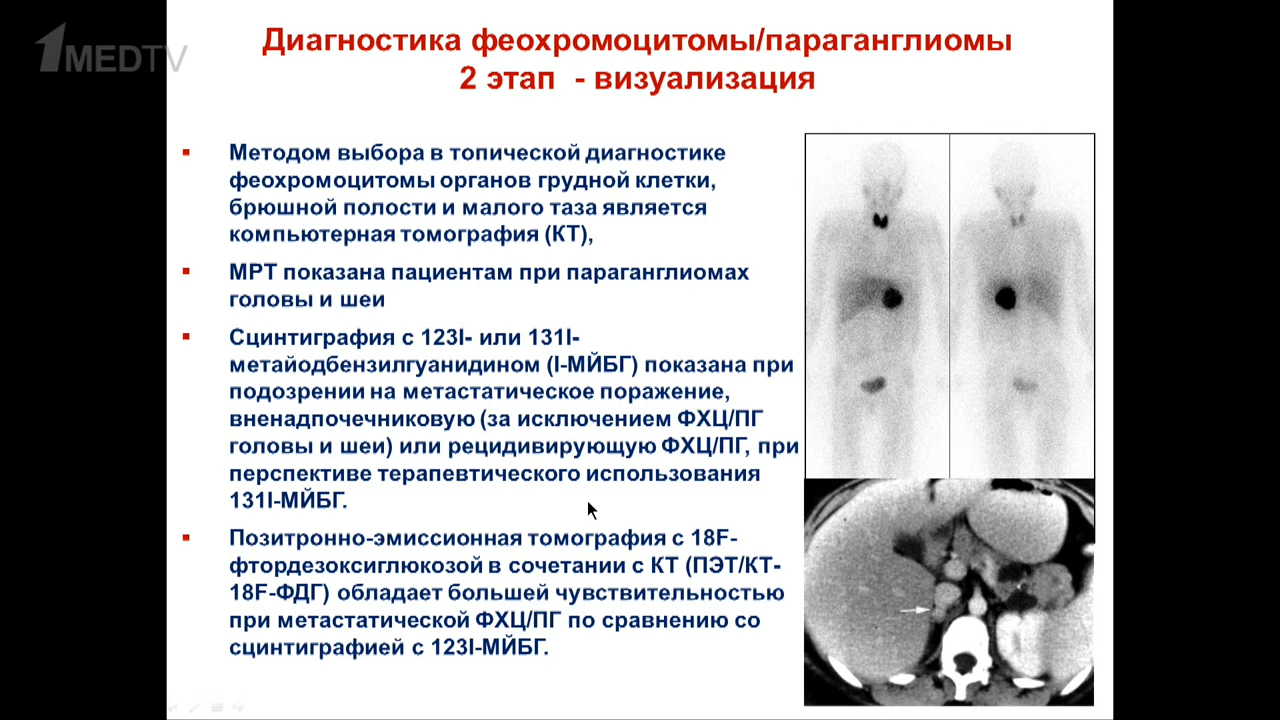 1MEDTV
Диагностика феохромоцитомы/параганглиомы
2 этап - визуализация
▪ Методом выбора в топической диагностике
феохромоцитомы органов грудной клетки,
брюшной полости и малого таза является
компьютерная томография (КТ),
▪ МРТ показана пациентам при параганглиомах
головы и шеи
▪ Сцинтиграфия с 123I- или 131I-
метайодбензилгуанидином (I-МЙБГ) показана при
подозрении на метастатическое поражение,
вненадпочечниковую (за исключением ФХЦ/ПГ
головы и шеи) или рецидивирующую ФХЦ/ПГ, при
перспективе терапевтического использования
131I-МЙБГ.
▪ Позитронно-эмиссионная томография с 18F-
фтордезоксиглюкозой в сочетании с КТ (ПЭТ/КТ-
18F-ФДГ) обладает большей чувствительностью
при метастатической ФХЦ/ПГ по сравнению со
сцинтиграфией с 123I-МЙБГ.